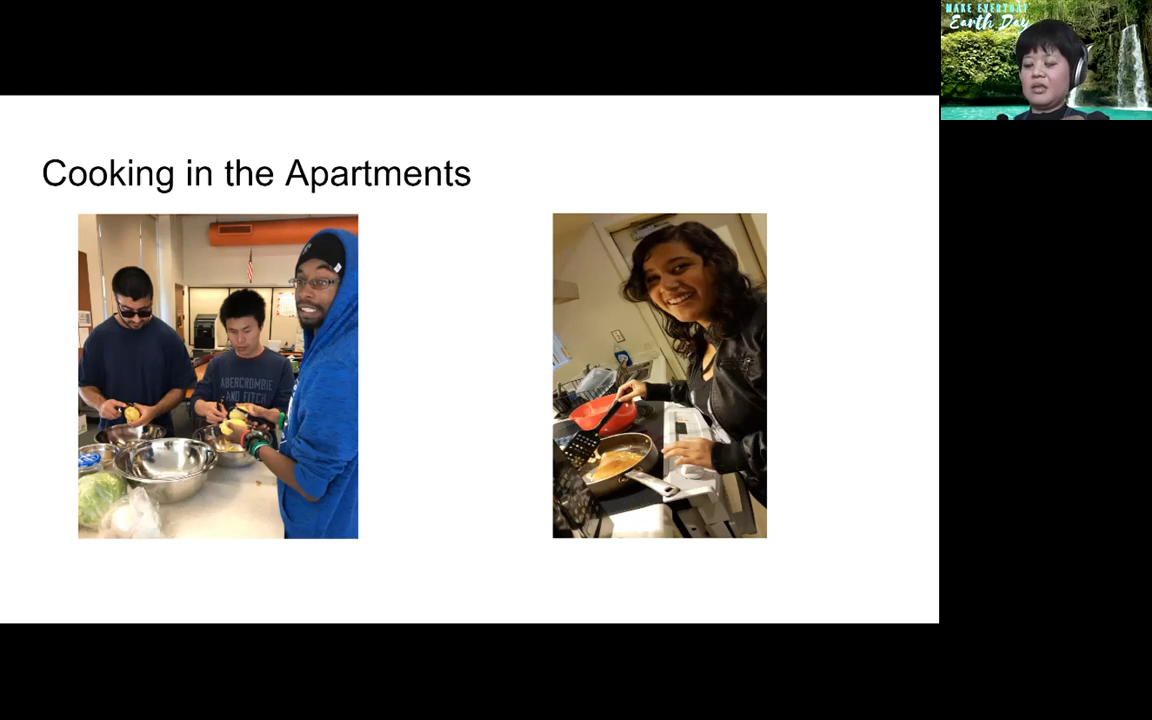 MAKE EVERYDAY
Earth Day
Cooking in the Apartments
ABERCROMBIE
AND FITCH